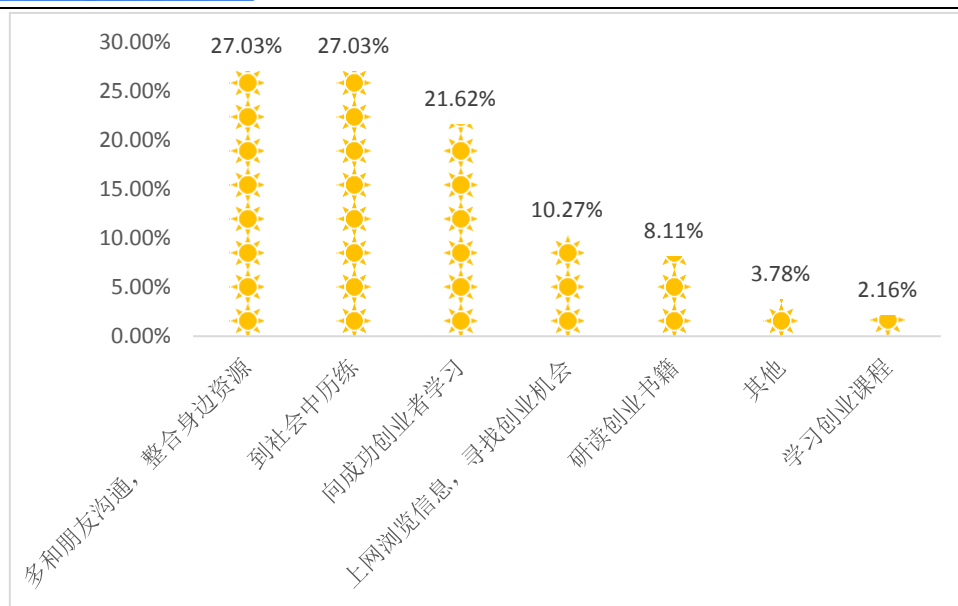 30.00%
25.00%
20.00%
15.00%
10.00%
5.00%
0.00%
27.03%
27.03%
21.62%
10.27%
8.11%
3.78%
2.16%
多和朋友沟通，整合身边资源
到社会中历练
向成功创业者学习
上网浏览信息，寻找创业机会
研读创业书籍
其他
学习创业课程